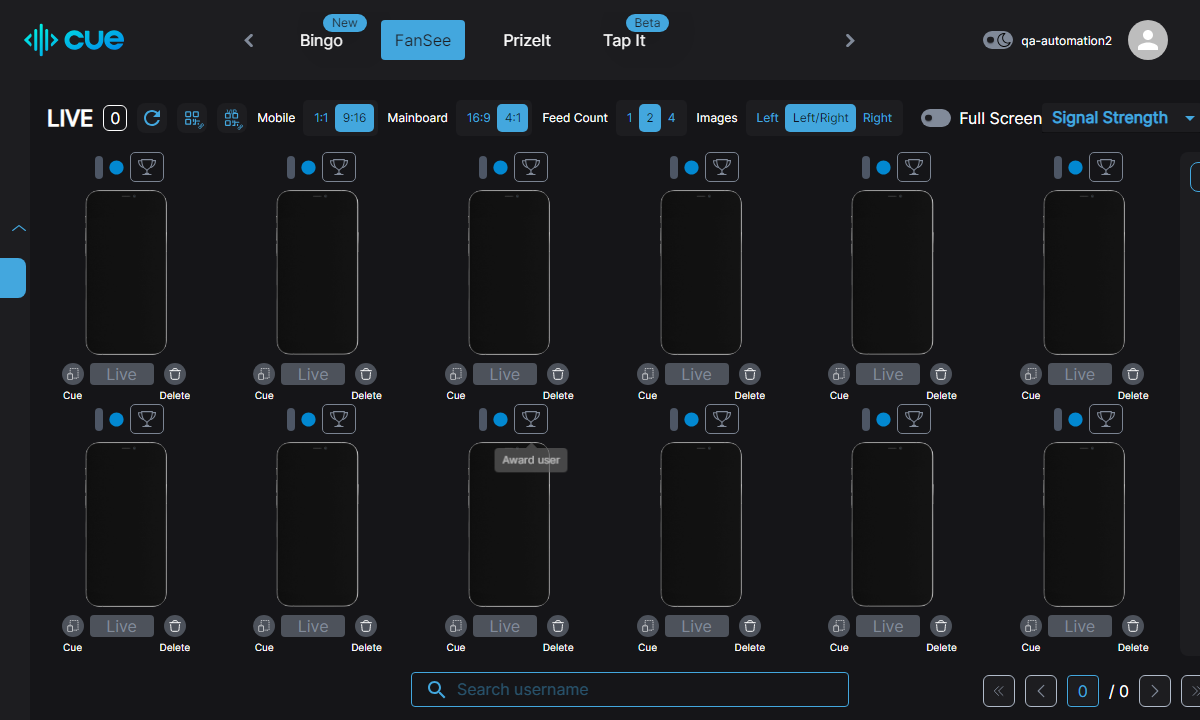 cue
New
Bingo
FanSee
PrizeIt
Beta
Tap It
qa-automation2
LIVE 0 Mobile 1:1 9:16 Mainboard 16:9 4:1 Feed Count 1 2 4 Images Left Left/Right Right Full Screen Signal Strength
Live Live Live Live Live Live
Cue Delete Cue Delete Cue Delete Cue Delete Cue Delete Cue Delete
Award user
Live Live Live Live Live Live
Cue Delete Cue Delete Cue Delete Cue Delete Cue Delete Cue Delete
Search username
0 / 0